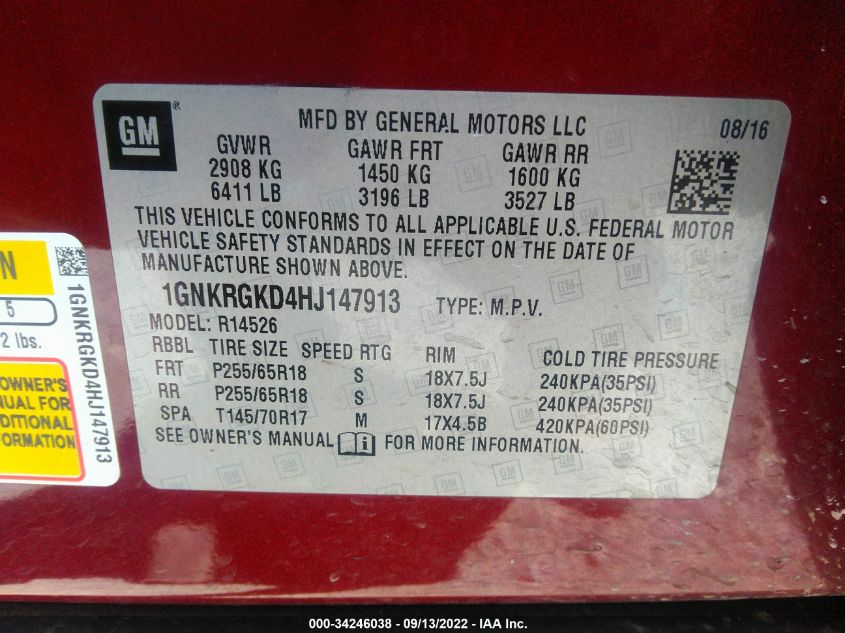 GM ®
MFD BY GENERAL MOTORS LLC
08/16
GVWR GAWR FRT GAWR RR
2908 KG 1450 KG 1600 KG
6411 LB 3196 LB 3527 LB
THIS VEHICLE CONFORMS TO ALL APPLICABLE U.S. FEDERAL MOTOR
VEHICLE SAFETY STANDARDS IN EFFECT ON THE DATE OF
MANUFACTURE SHOWN ABOVE.
1GNKRGKD4HJ147913 TYPE: M.P.V.
MODEL: R14526
RBBL TIRE SIZE SPEED RTG RIM COLD TIRE PRESSURE
FRT P255/65R18 S 18X7.5J 240KPA(35PSI)
RR P255/65R18 S 18X7.5J 240KPA(35PSI)
SPA T145/70R17 M 17X4.5B 420KPA(60PSI)
SEE OWNER'S MANUAL FOR MORE INFORMATION.
N
5
2 lbs.
OWNER'S
NUAL FOR
DITIONAL
ORMATION
1GNKRGKD4HJ147913
000-34246038 - 09/13/2022 - IAA Inc.